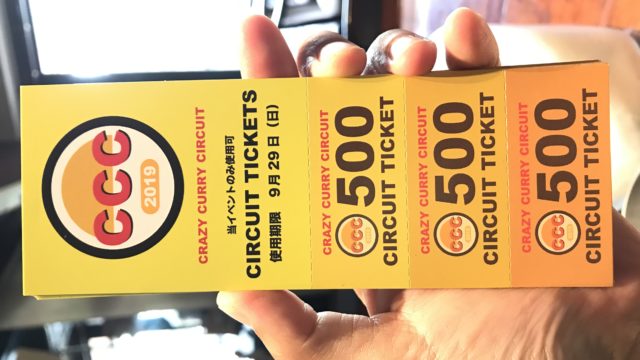 CCC
2019
CRAZY CURRY CIRCUIT
当イベントのみ使用可
CIRCUIT TICKETS
使用期限 9月29日(日)
CRAZY CURRY CIRCUIT
500
CCC
CIRCUIT TICKET
CRAZY CURRY CIRCUIT
500
CCC
CIRCUIT TICKET
CRAZY CURRY CIRCUIT
500
CCC
CIRCUIT TICKET